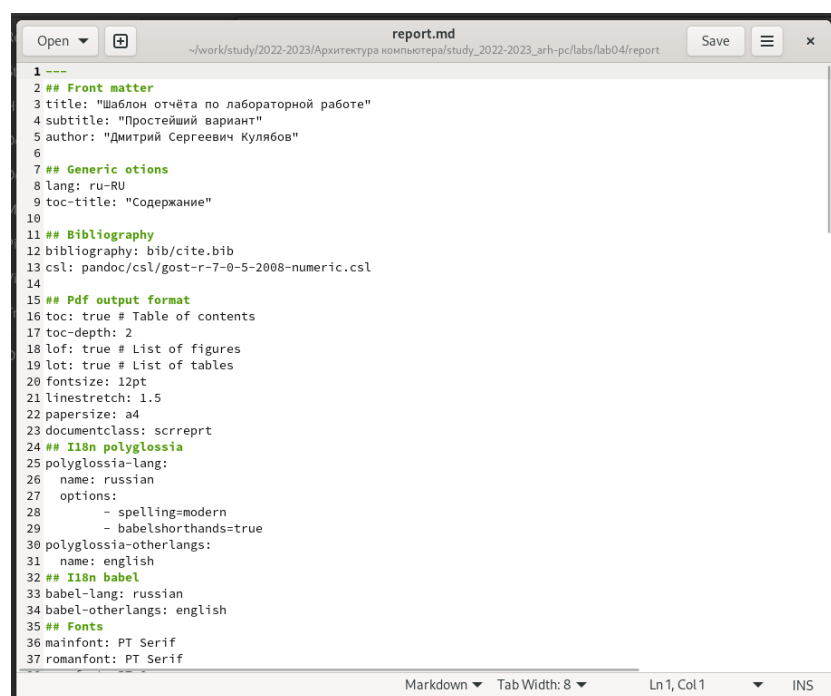 Open
report.md
~/work/study/2022-2023/Архитектура компьютера/study_2022-2023_arh-pc/labs/lab04/report
Save
1 ---
2 ## Front matter
3 title: "Шаблон отчёта по лабораторной работе"
4 subtitle: "Простейший вариант"
5 author: "Дмитрий Сергеевич Кулябов"
6
7 ## Generic otions
8 lang: ru-RU
9 toc-title: "Содержание"
10
11 ## Bibliography
12 bibliography: bib/cite.bib
13 csl: pandoc/csl/gost-r-7-0-5-2008-numeric.csl
14
15 ## Pdf output format
16 toc: true # Table of contents
17 toc-depth: 2
18 lof: true # List of figures
19 lot: true # List of tables
20 fontsize: 12pt
21 linestretch: 1.5
22 papersize: a4
23 documentclass: scrreprt
24 ## I18n polyglossia
25 polyglossia-lang:
26   name: russian
27   options:
28         - spelling=modern
29         - babelshorthands=true
30 polyglossia-otherlangs:
31   name: english
32 ## I18n babel
33 babel-lang: russian
34 babel-otherlangs: english
35 ## Fonts
36 mainfont: PT Serif
37 romanfont: PT Serif
Markdown Tab Width: 8 Ln 1, Col 1 INS